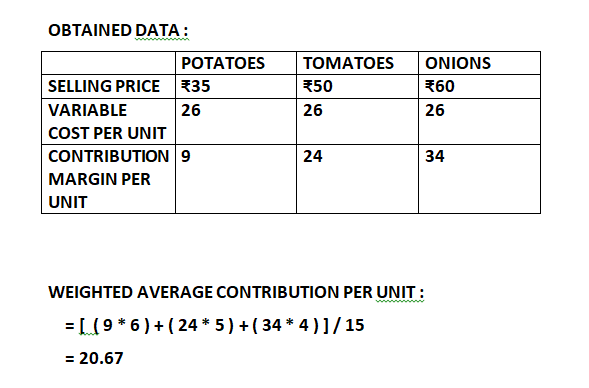 OBTAINED DATA :
POTATOES TOMATOES ONIONS
SELLING PRICE ₹35 ₹50 ₹60
VARIABLE 26 26 26
COST PER UNIT
CONTRIBUTION 9 24 34
MARGIN PER
UNIT
WEIGHTED AVERAGE CONTRIBUTION PER UNIT :
= [ ( 9 * 6 ) + ( 24 * 5 ) + ( 34 * 4 ) ] / 15
= 20.67